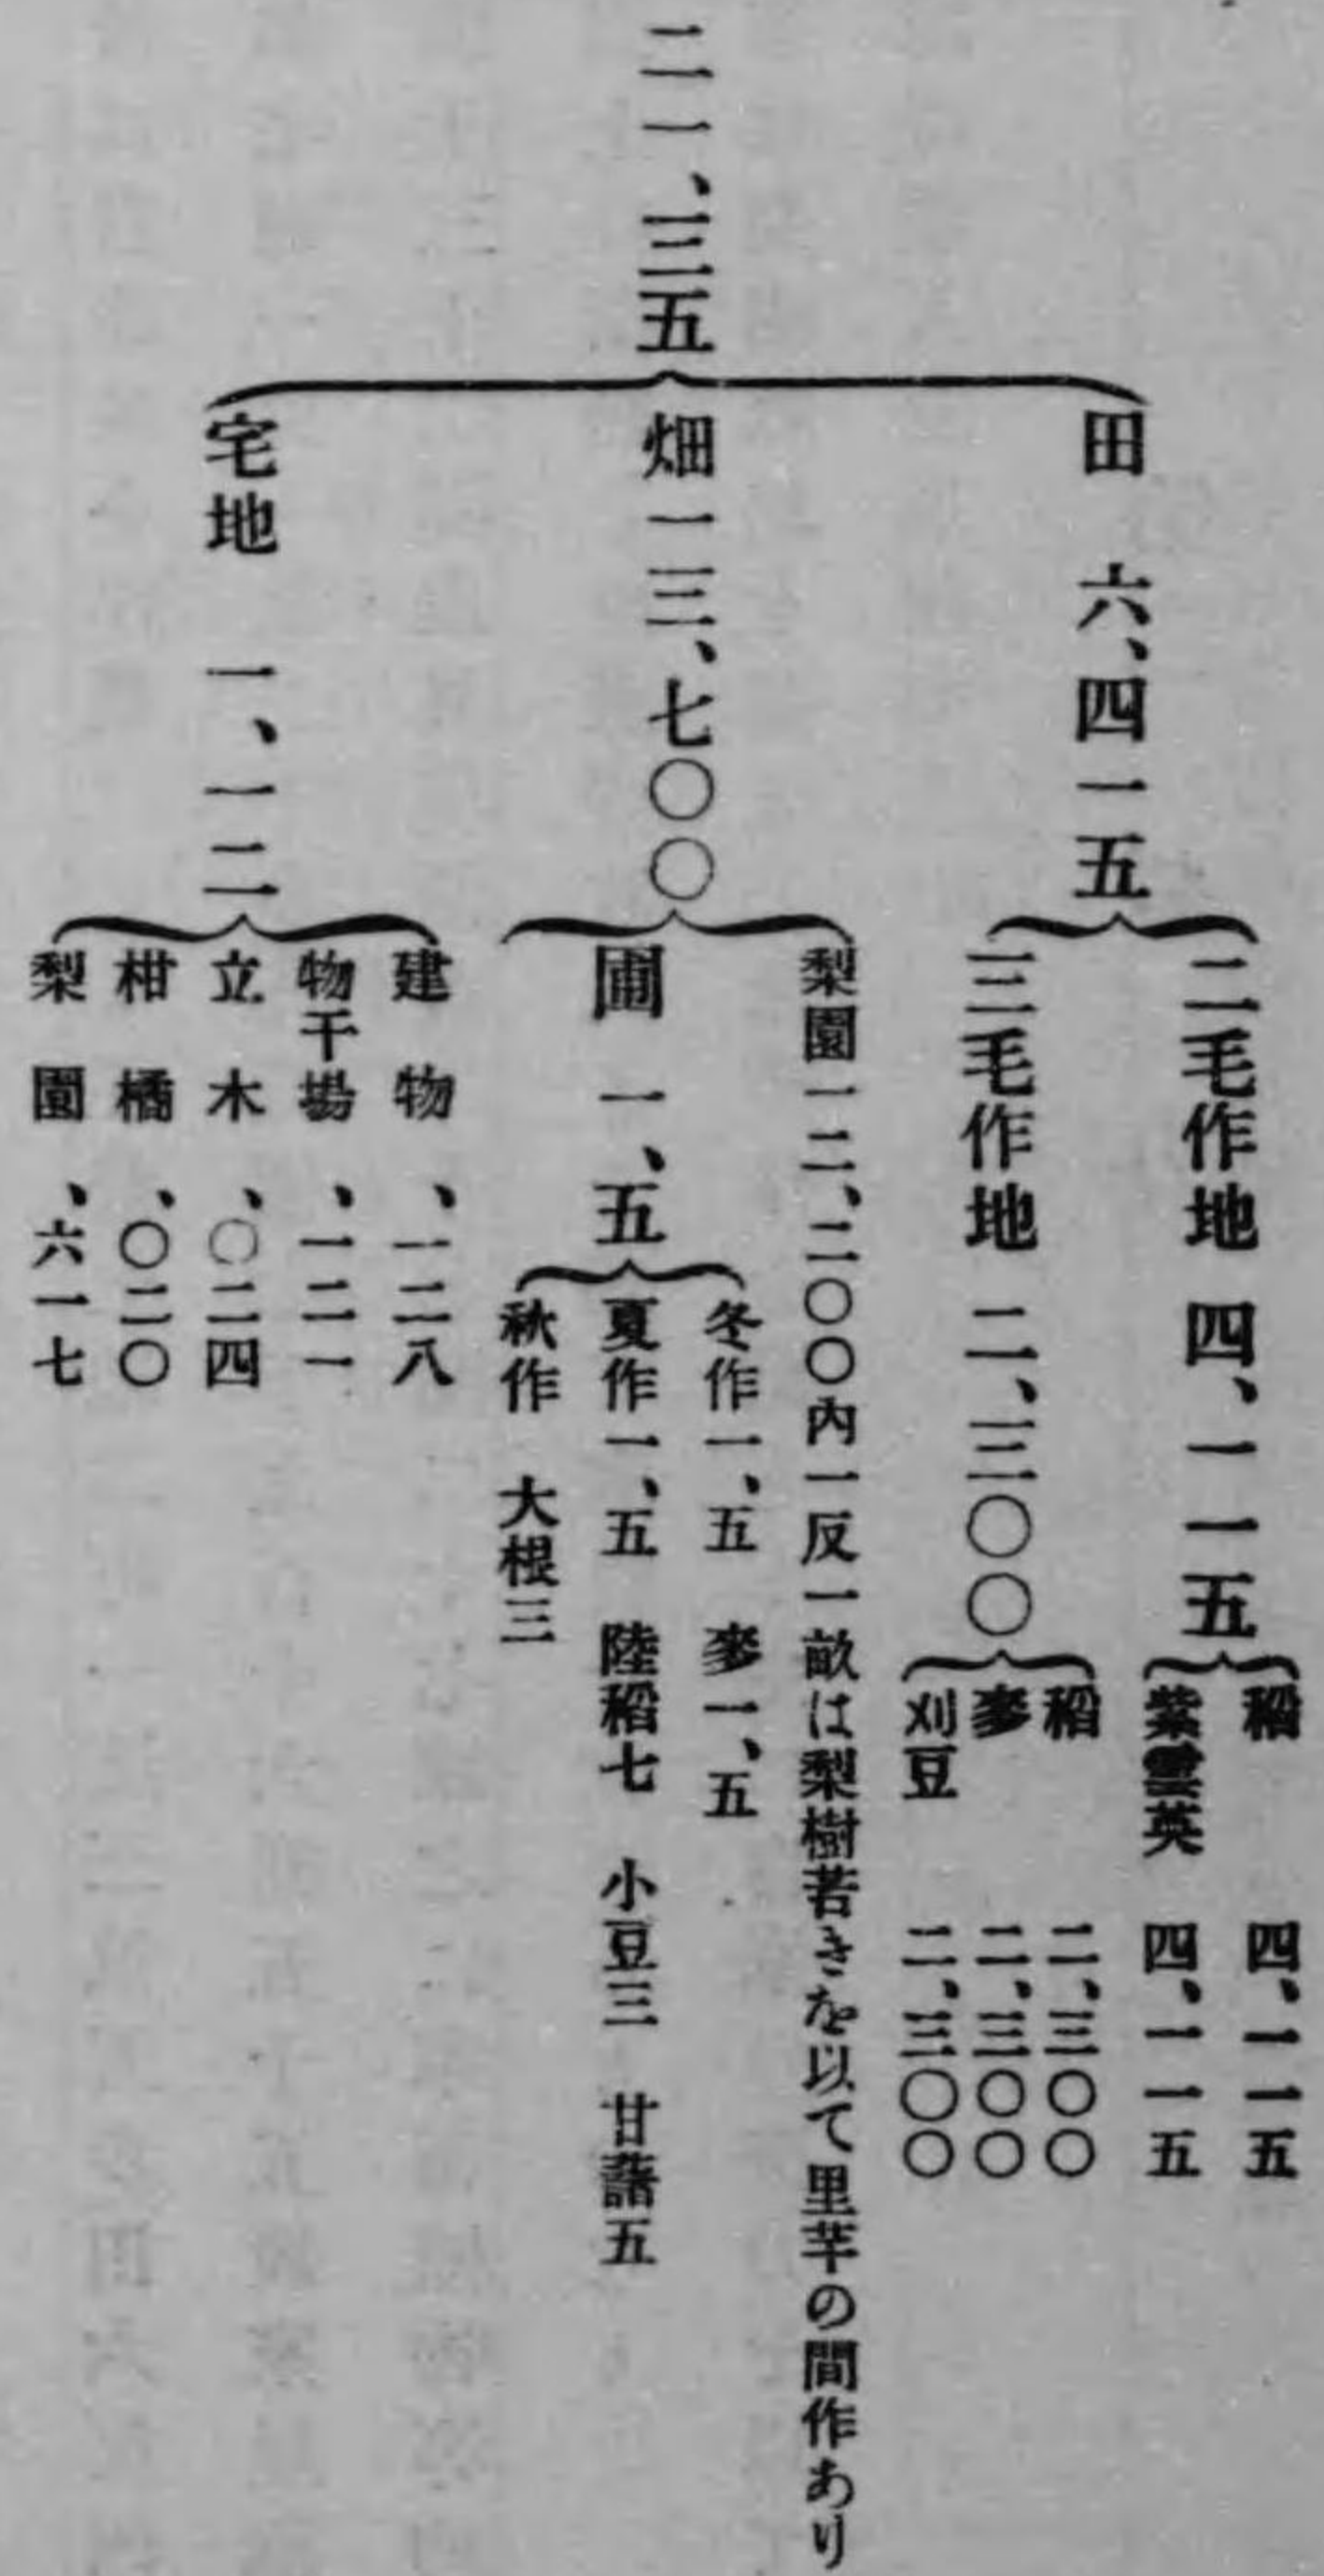 二一、三五
田 六、四一五
二毛作地 四、一一五
稻 四、一一五
紫雲英 四、一一五
三毛作地 二、三〇〇
稻 二、三〇〇
麥 二、三〇〇
刈豆 二、三〇〇
畑一三、七〇〇
梨園一二、二〇〇內一反一畝は梨樹若きを以て里芋の間作あり
圃 一、五
冬作一、五 麥一、五
夏作一、五 陸稻七 小豆三 甘藷五
秋作 大根三
宅地 一、一二
建物 、一二八
物干場 、一二一
立木 、〇二四
柑橘 、〇二〇
梨園 、六一七